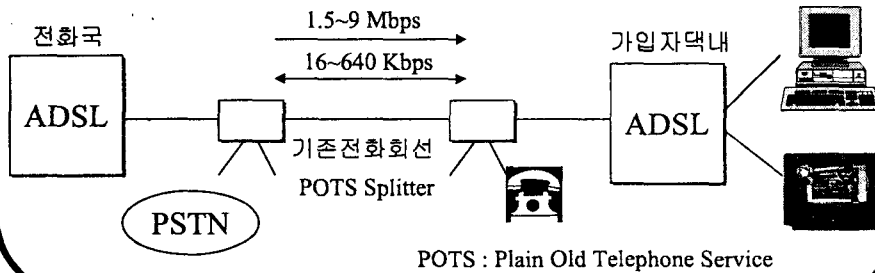 1.5~9 Mbps
전화국
가입자댁내
16~640 Kbps
ADSL
ADSL
기존전화회선
POTS Splitter
PSTN
POTS : Plain Old Telephone Service